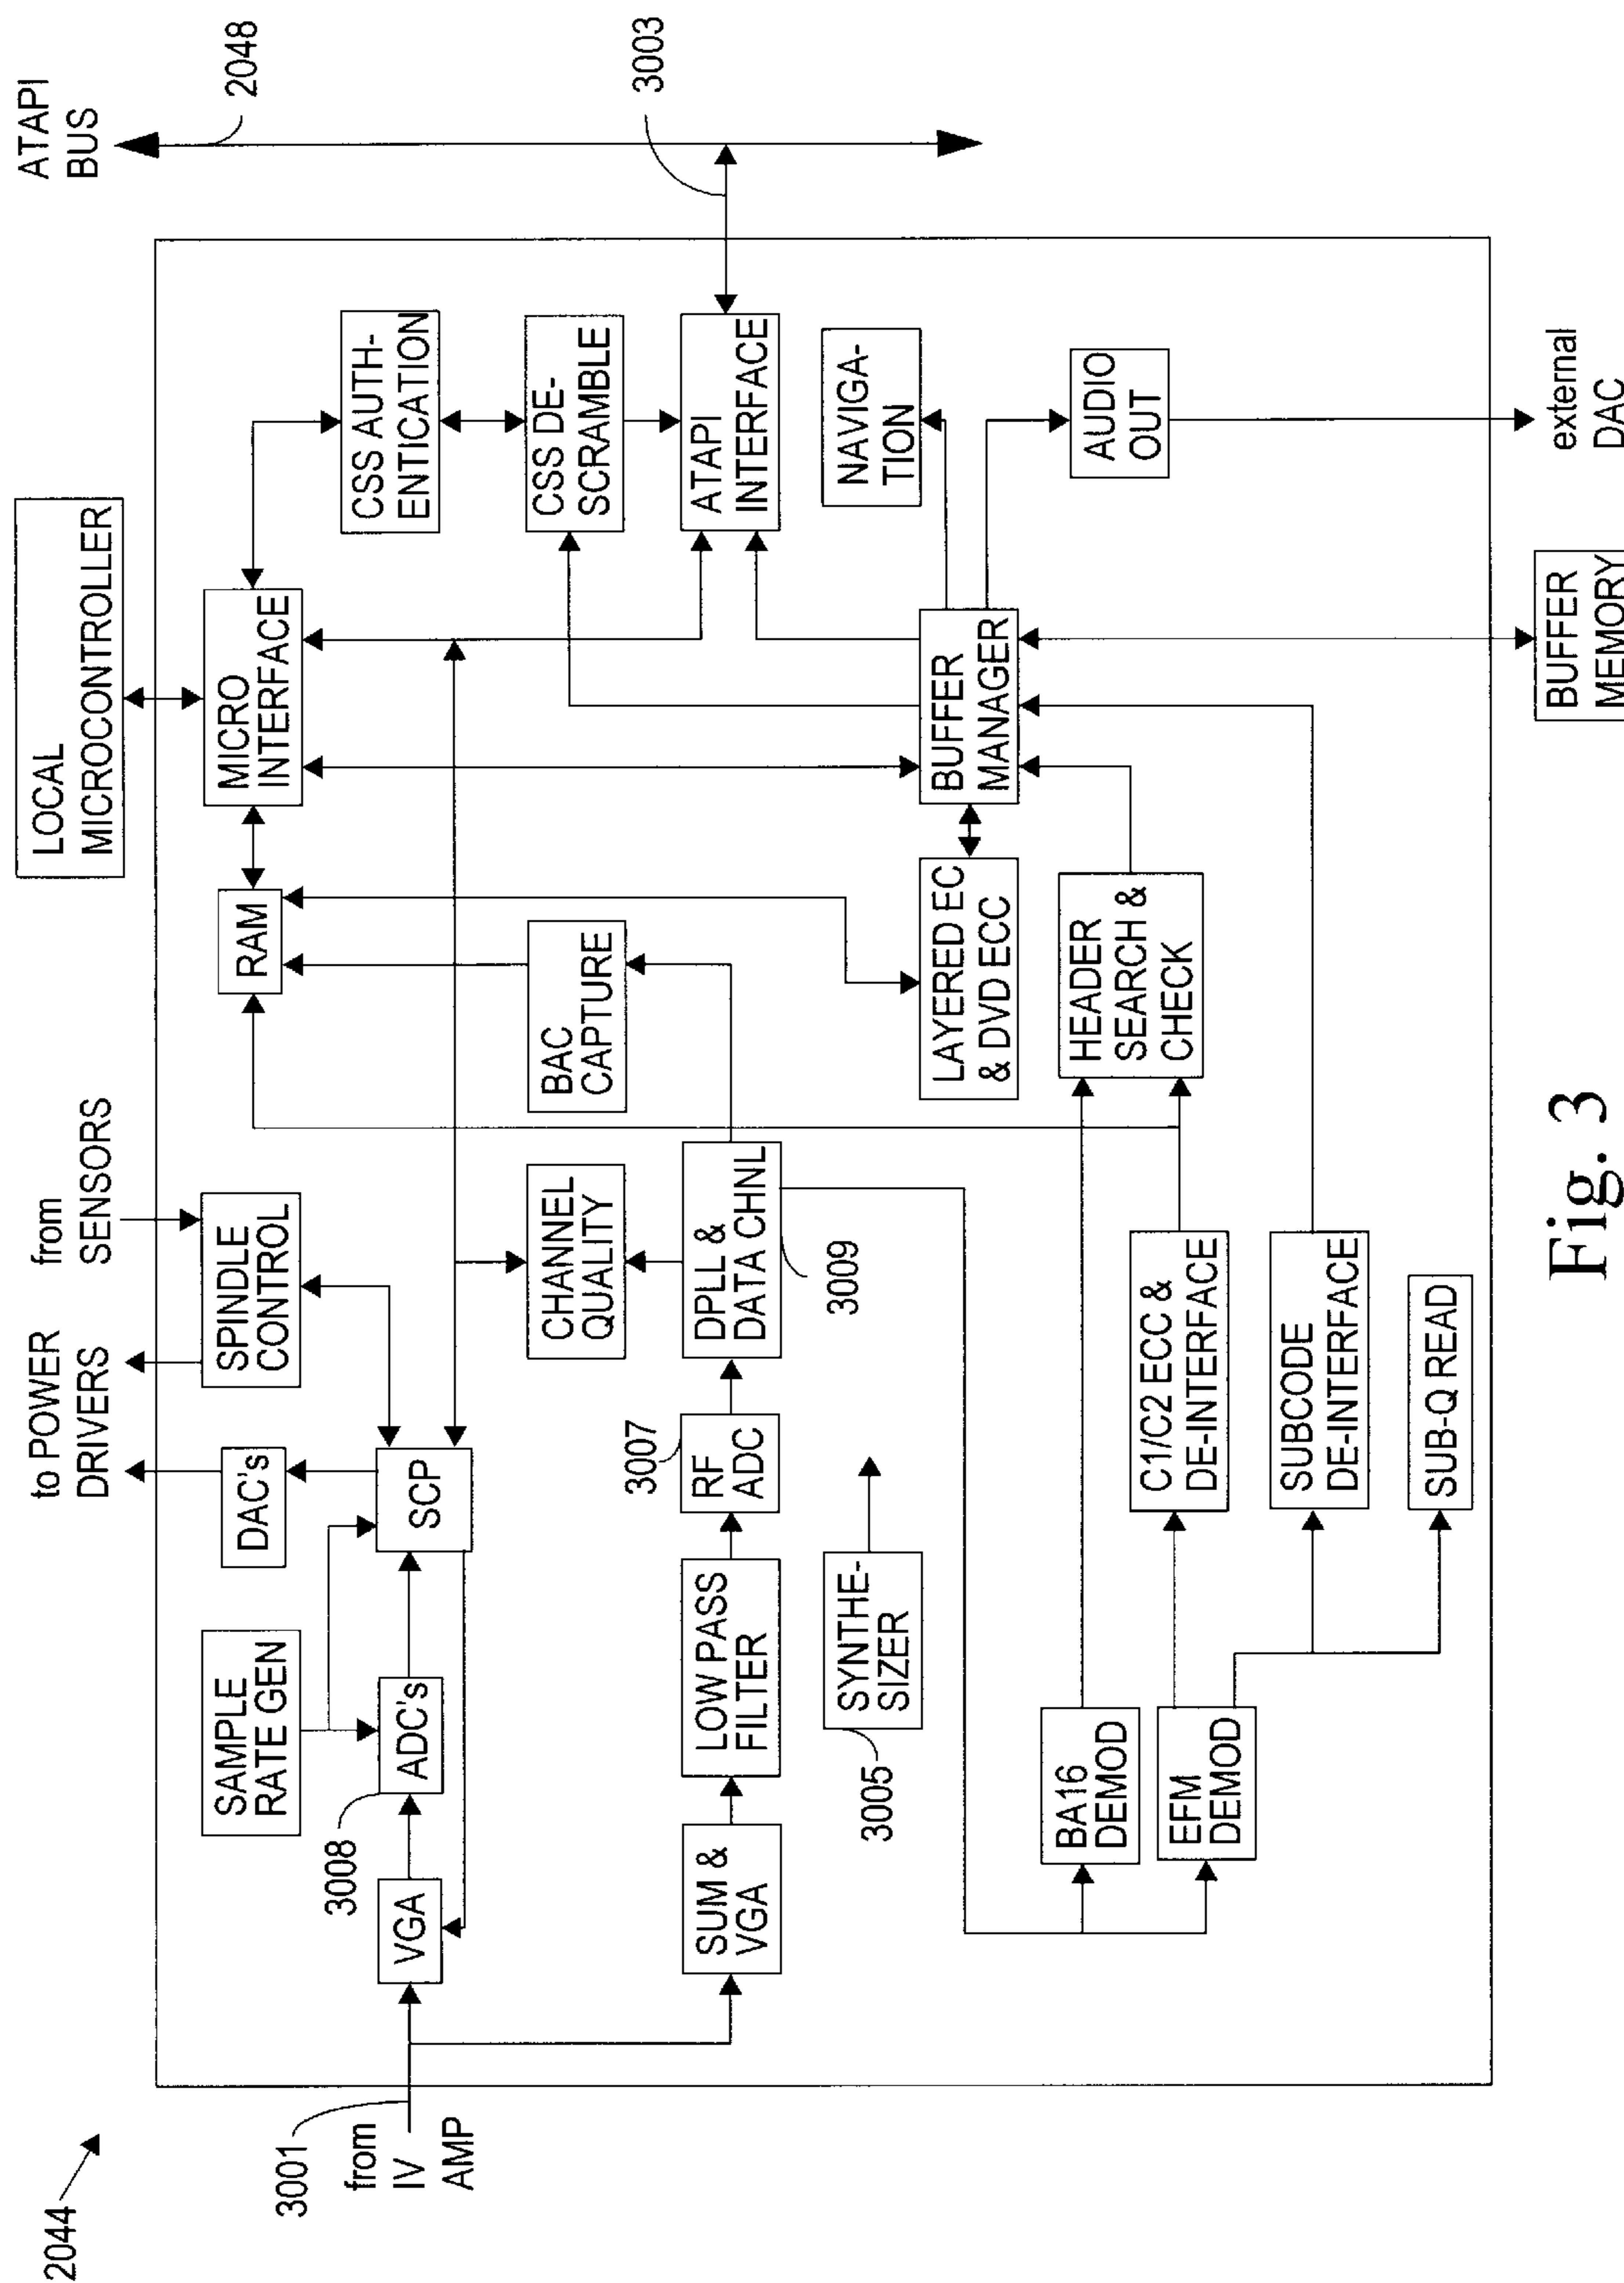 2044
to POWER
DRIVERS
from
SENSORS
LOCAL
MICROCONTROLLER
ATAPI
BUS
2048
SAMPLE
RATE GEN
DAC's
SPINDLE
CONTROL
RAM
MICRO
INTERFACE
CSS AUTH-
ENTICATION
3001
from
IV
AMP
VGA
3008
ADC's
SCP
CHANNEL
QUALITY
BAC
CAPTURE
CSS DE-
SCRAMBLE
3003
SUM &
VGA
LOW PASS
FILTER
3007
RF
ADC
DPLL &
DATA CHNL
3009
ATAPI
INTERFACE
3005
SYNTHE-
SIZER
LAYERED EC
& DVD ECC
BUFFER
MANAGER
NAVIGA-
TION
BA16
DEMOD
HEADER
SEARCH &
CHECK
AUDIO
OUT
EFM
DEMOD
C1/C2 ECC &
DE-INTERFACE
SUBCODE
DE-INTERFACE
SUB-Q READ
BUFFER
MEMORY
external
DAC
Fig. 3